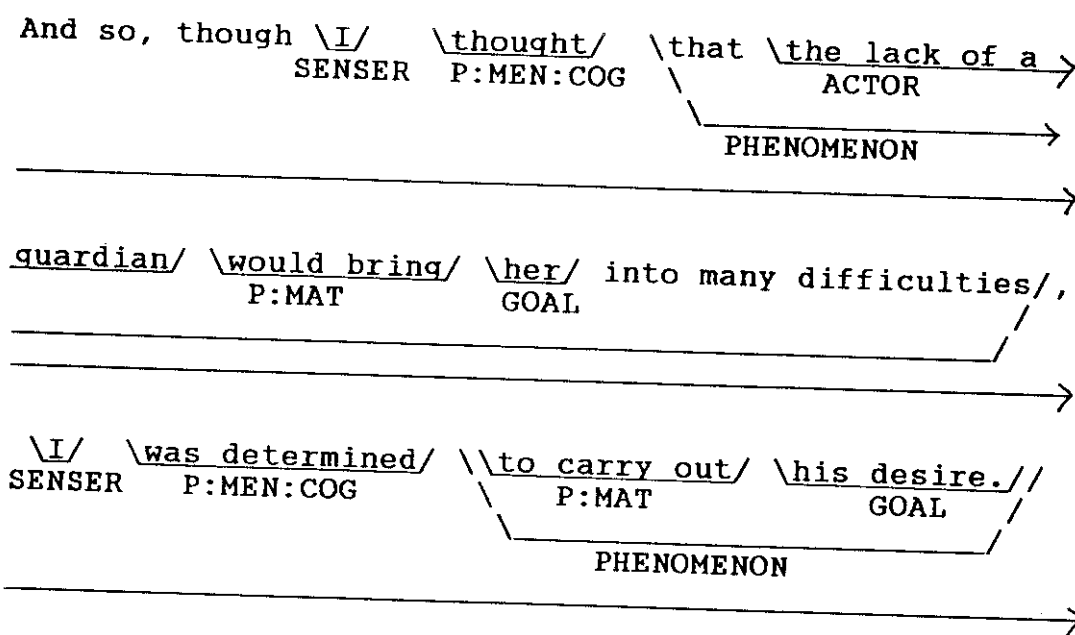 And so, though \I/ \thought/ \that \the lack of a
SENSER P:MEN:COG ACTOR
PHENOMENON
guardian/ \would bring/ \her/ into many difficulties/,
P:MAT GOAL
\I/ \was determined/ \\to carry out/ \his desire.//
SENSER P:MEN:COG P:MAT GOAL
PHENOMENON